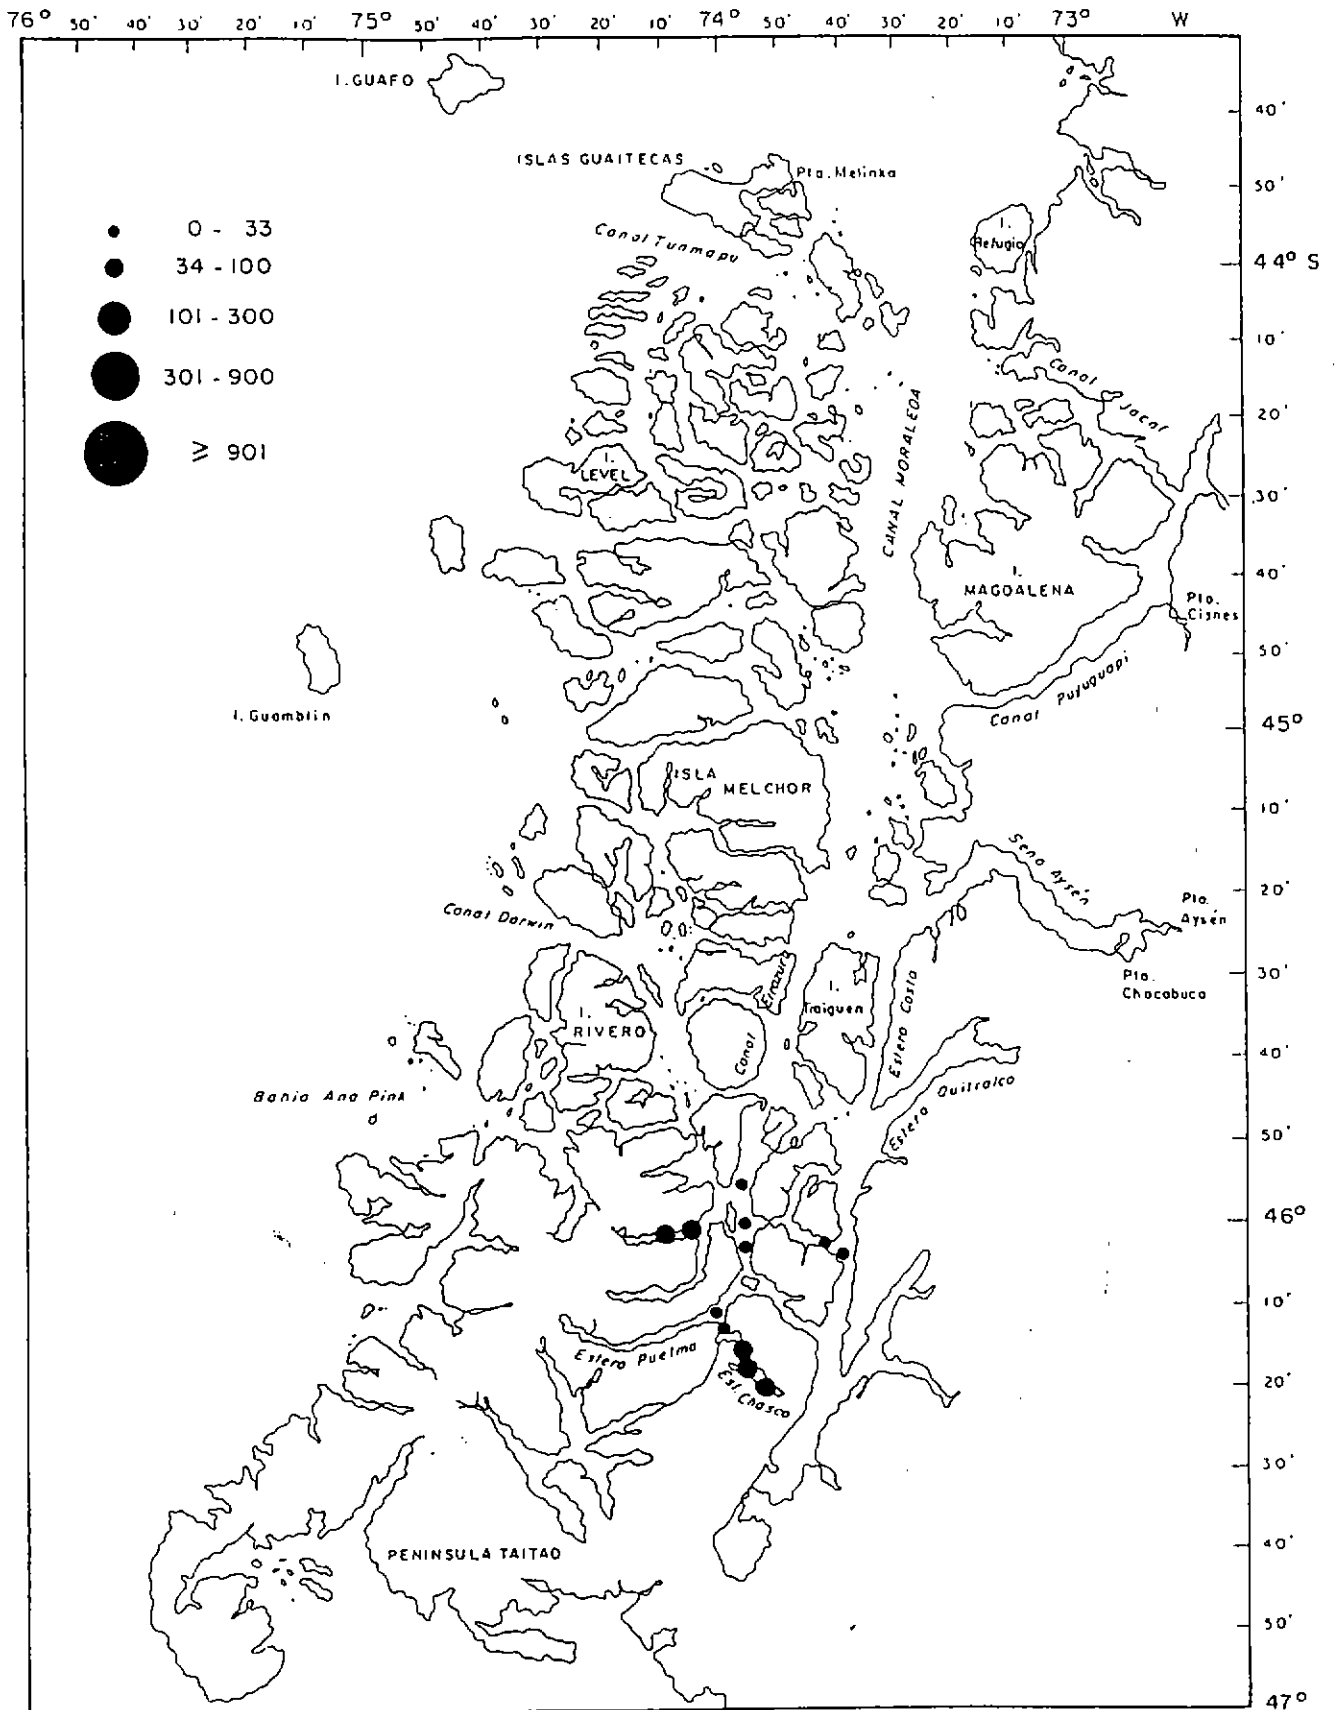 76° 50' 40' 30' 20' 10' 75° 50' 40' 30' 20' 10' 74° 50' 40' 30' 20' 10' 73° W
I. GUAFO
40'
ISLAS GUAITECAS
Pto. Melinka
50'
0 - 33
I. Refugio
Canal Tuamapu
44° S
34 - 100
101 - 300
10'
Canal Jacaf
301 - 900
20'
CANAL MORALEDA
≥ 901
I. LEVEL
30'
40'
I. MAGDALENA
Pto. Cisnes
50'
Canal Puyuguapi
I. Guamblin
45°
ISLA MELCHOR
10'
Seno Aysén
20'
Pto. Aysén
Canal Darwin
30'
Pto. Chacabuco
Canal Errazuriz
I. Traiguen
Estero Costa
I. RIVERO
40'
Estero Quitralco
Bahia Ana Pink
50'
46°
10'
Estero Puelma
Est. Chasco
20'
30'
PENINSULA TAITAO
40'
50'
47°